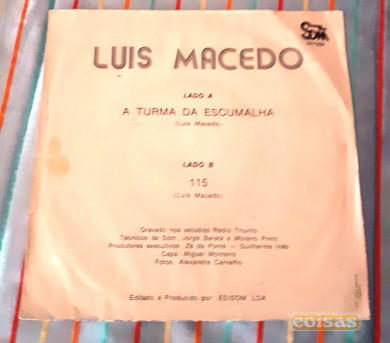 LUIS MACEDO
LADO A
A TURMA DA ESCUMALHA
(Luís Macedo)
LADO B
115
(Luís Macedo)
Gravado nos estúdios Rádio Triunfo
Técnicos de Som: Jorge Barata e Moreno Pinto
Produtores executivos: Zé da Ponte — Guilherme Inês
Capa: Miguel Monteiro
Fotos: Alexandre Carvalho
Editado e Produzido por EDISOM, LDA
coisas